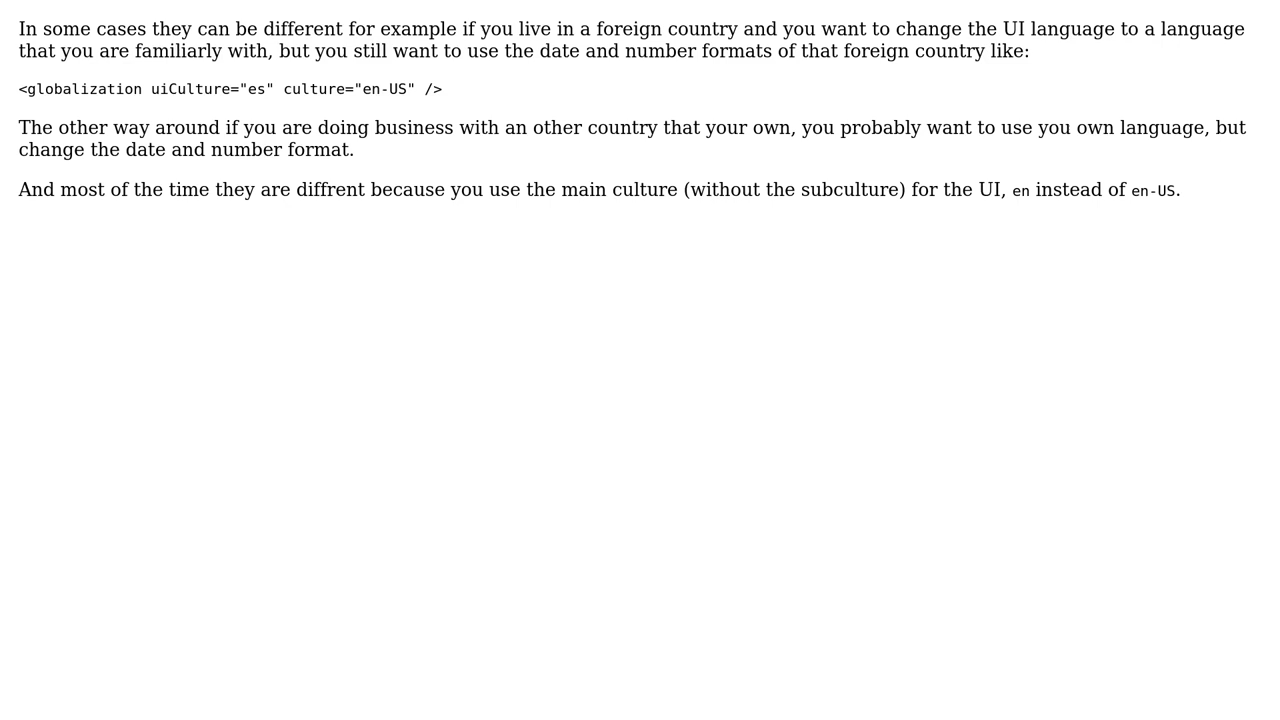 In some cases they can be different for example if you live in a foreign country and you want to change the UI language to a language
that you are familiarly with, but you still want to use the date and number formats of that foreign country like:
<globalization uiCulture="es" culture="en-US" />
The other way around if you are doing business with an other country that your own, you probably want to use you own language, but
change the date and number format.
And most of the time they are diffrent because you use the main culture (without the subculture) for the UI, en instead of en-US.